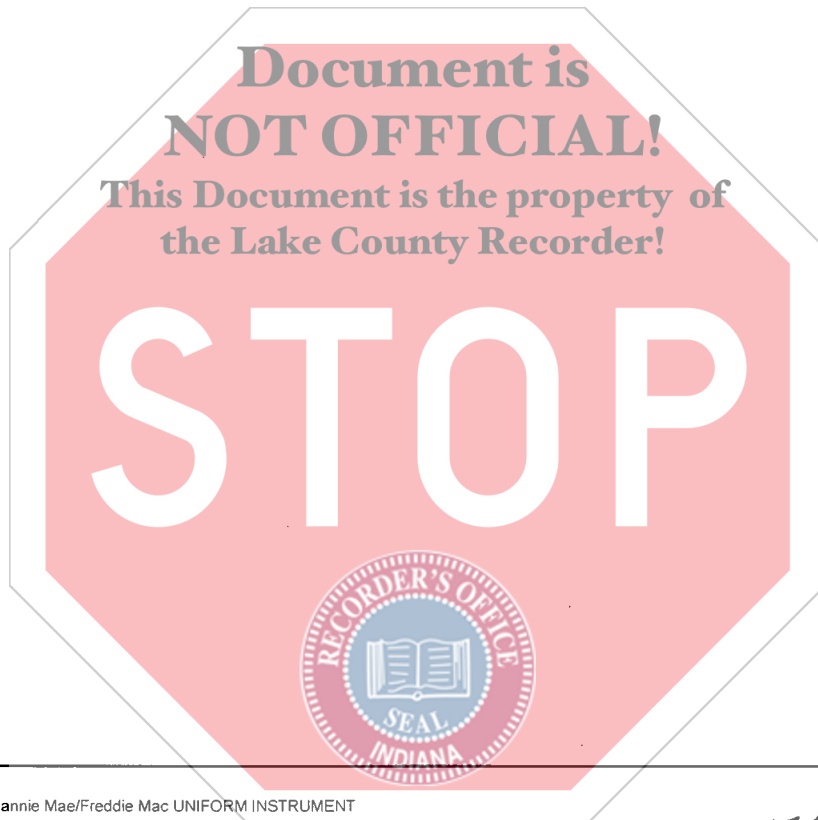 Document is
NOT OFFICIAL!
This Document is the property of
the Lake County Recorder!
STOP
RECORDER'S OFFICE
SEAL
INDIANA
annie Mae/Freddie Mac UNIFORM INSTRUMENT